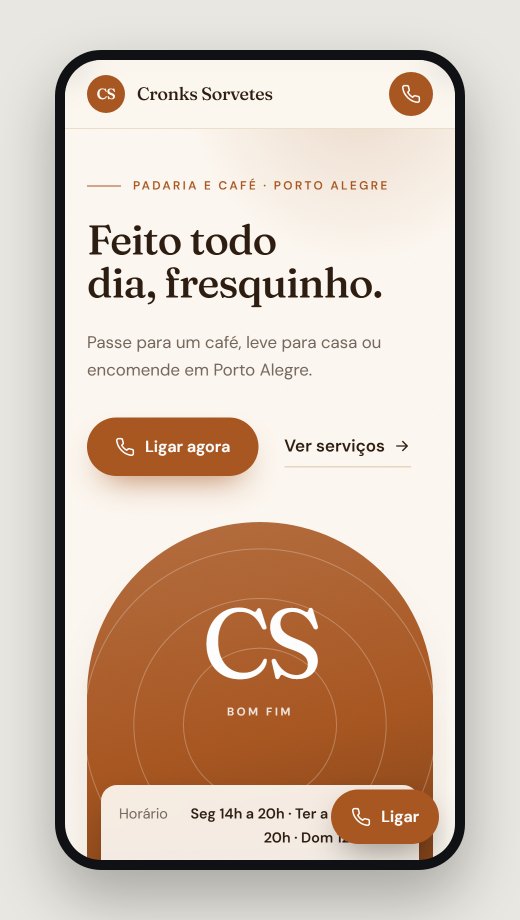 CS Cronks Sorvetes
PADARIA E CAFÉ · PORTO ALEGRE
Feito todo
dia, fresquinho.
Passe para um café, leve para casa ou
encomende em Porto Alegre.
Ligar agora
Ver serviços →
CS
BOM FIM
Horário Seg 14h a 20h · Ter a
20h · Dom
Ligar